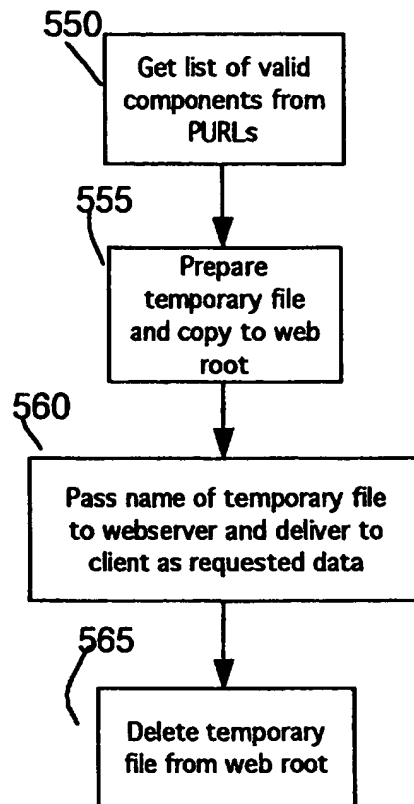 550
Get list of valid
components from
PURLs
555
Prepare
temporary file
and copy to web
root
560
Pass name of temporary file
to webserver and deliver to
client as requested data
565
Delete temporary
file from web root